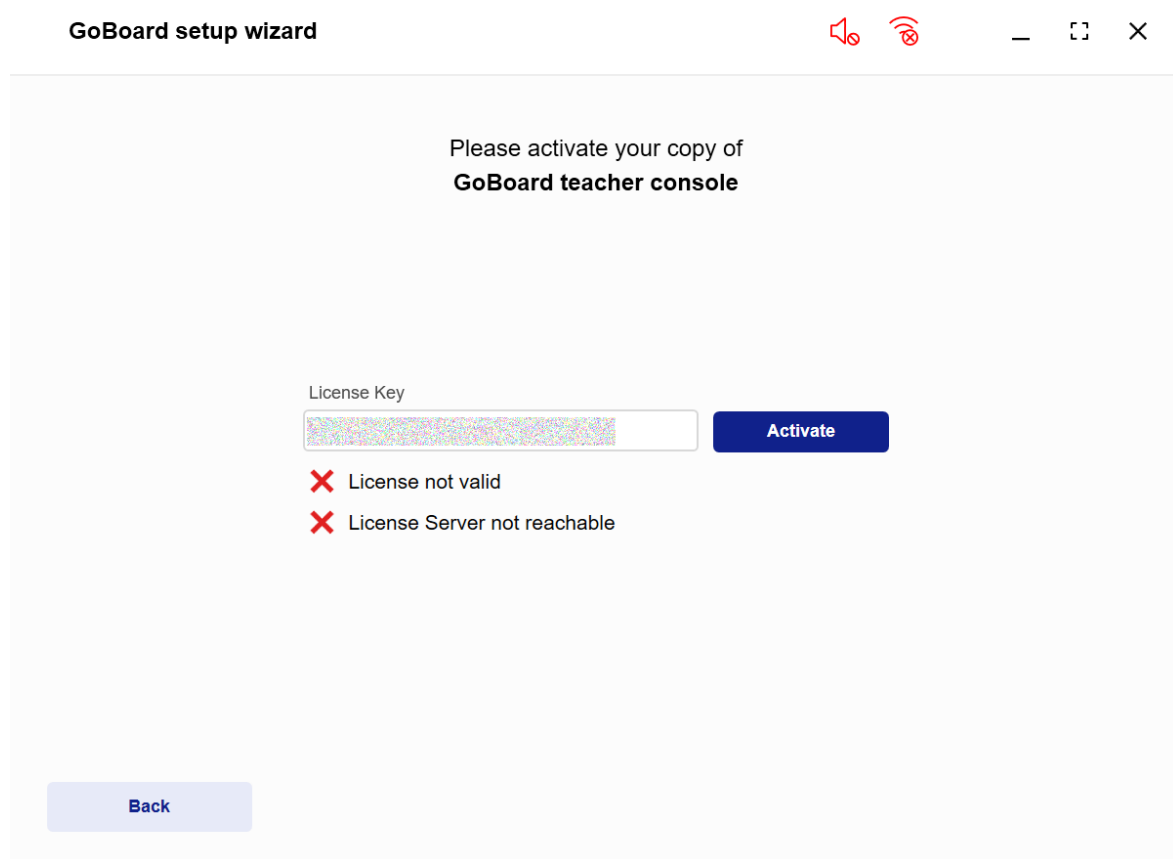 GoBoard setup wizard
Please activate your copy of
GoBoard teacher console
License Key
Activate
License not valid
License Server not reachable
Back